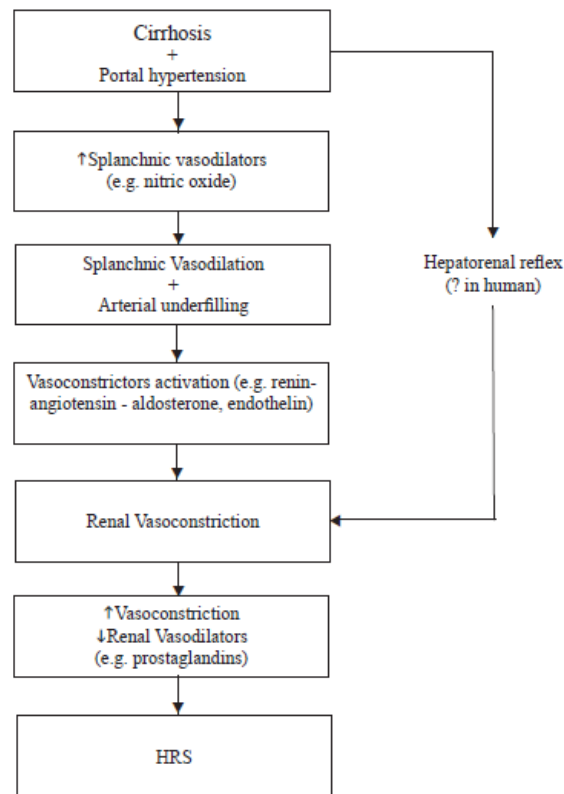 Cirrhosis
+
Portal hypertension
↑Splanchnic vasodilators
(e.g. nitric oxide)
Splanchnic Vasodilation
+
Arterial underfilling
Hepatorenal reflex
(? in human)
Vasoconstrictors activation (e.g. renin-
angiotensin - aldosterone, endothelin)
Renal Vasoconstriction
↑Vasoconstriction
↓Renal Vasodilators
(e.g. prostaglandins)
HRS